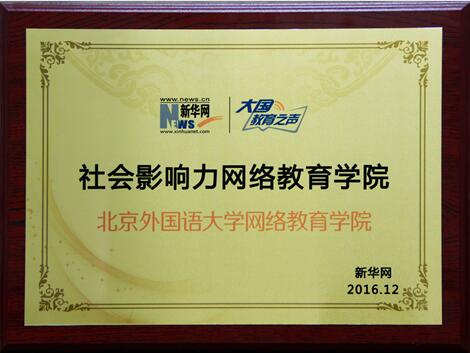 www.news.cn
新华网
NEWS
www.xinhuanet.com
大国
教育之声
社会影响力网络教育学院
北京外国语大学网络教育学院
新华网
2016.12